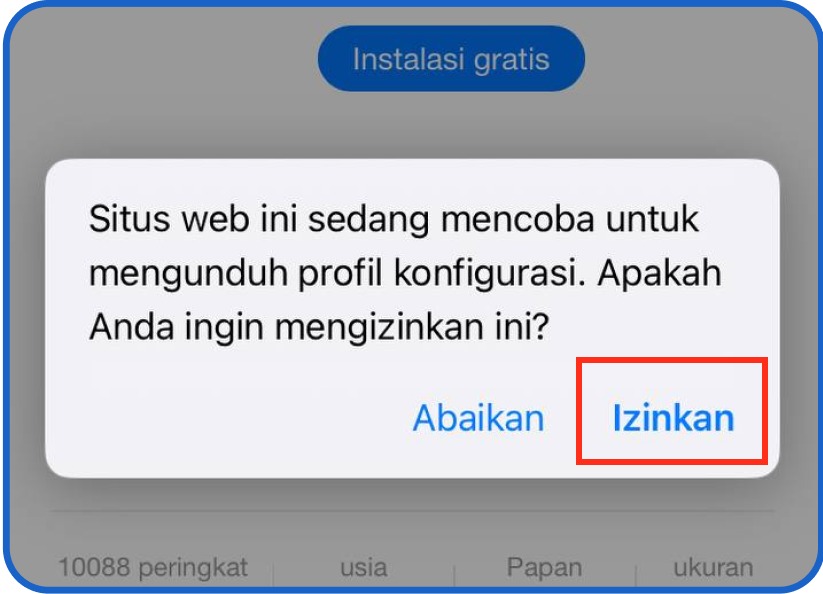 Instalasi gratis
Situs web ini sedang mencoba untuk
mengunduh profil konfigurasi. Apakah
Anda ingin mengizinkan ini?
Abaikan Izinkan
10088 peringkat usia Papan ukuran